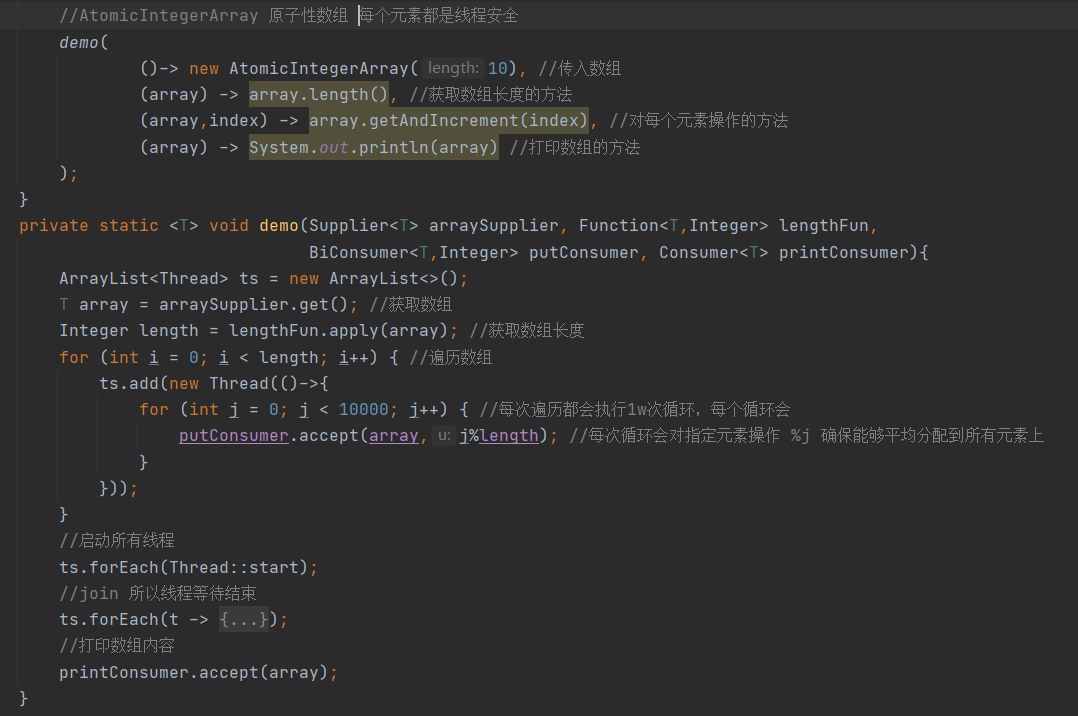 //AtomicIntegerArray 原子性数组 每个元素都是线程安全
demo(
()-> new AtomicIntegerArray( length: 10), //传入数组
(array) -> array.length(), //获取数组长度的方法
(array,index) -> array.getAndIncrement(index), //对每个元素操作的方法
(array) -> System.out.println(array) //打印数组的方法
);
}
private static <T> void demo(Supplier<T> arraySupplier, Function<T,Integer> lengthFun,
BiConsumer<T,Integer> putConsumer, Consumer<T> printConsumer){
ArrayList<Thread> ts = new ArrayList<>();
T array = arraySupplier.get(); //获取数组
Integer length = lengthFun.apply(array); //获取数组长度
for (int i = 0; i < length; i++) { //遍历数组
ts.add(new Thread(()->{
for (int j = 0; j < 10000; j++) { //每次遍历都会执行1w次循环，每个循环会
putConsumer.accept(array, u: j%length); //每次循环会对指定元素操作 %j 确保能够平均分配到所有元素上
}
}));
}
//启动所有线程
ts.forEach(Thread::start);
//join 所以线程等待结束
ts.forEach(t -> {...});
//打印数组内容
printConsumer.accept(array);
}